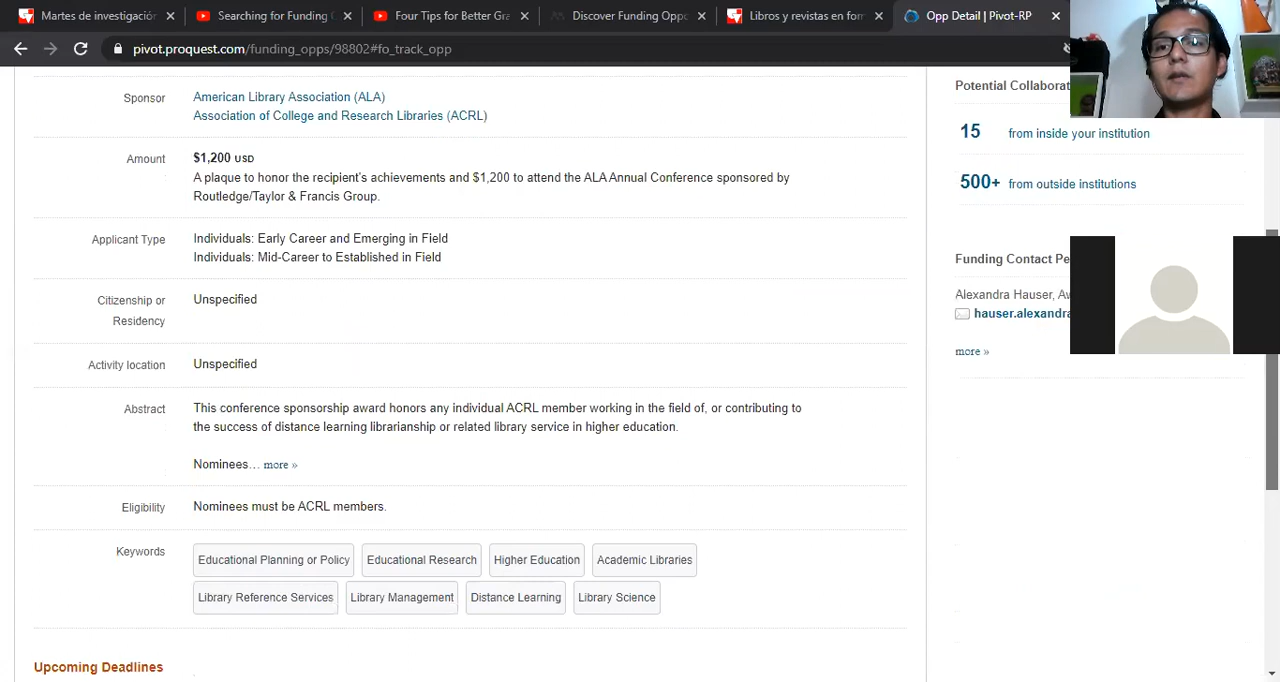 Martes de investigación
Searching for Funding
Four Tips for Better Gra
Discover Funding Oppo
Libros y revistas en for
Opp Detail | Pivot-RP
pivot.proquest.com/funding_opps/98802#fo_track_opp
Sponsor
American Library Association (ALA)
Association of College and Research Libraries (ACRL)
Amount
$1,200 USD
A plaque to honor the recipient's achievements and $1,200 to attend the ALA Annual Conference sponsored by
Routledge/Taylor & Francis Group.
Applicant Type
Individuals: Early Career and Emerging in Field
Individuals: Mid-Career to Established in Field
Citizenship or
Residency
Unspecified
Activity location
Unspecified
Abstract
This conference sponsorship award honors any individual ACRL member working in the field of, or contributing to
the success of distance learning librarianship or related library service in higher education.
Nominees… more »
Eligibility
Nominees must be ACRL members.
Keywords
Educational Planning or Policy
Educational Research
Higher Education
Academic Libraries
Library Reference Services
Library Management
Distance Learning
Library Science
Upcoming Deadlines
Potential Collaborat
15 from inside your institution
500+ from outside institutions
Funding Contact Pe
Alexandra Hauser, Aw
hauser.alexandra
more »